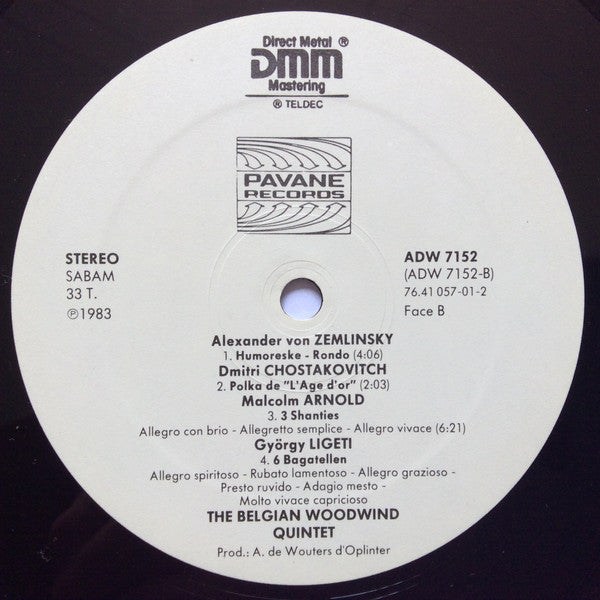 Direct Metal ®
DMM
Mastering
® TELDEC
PAVANE
RECORDS
STEREO
SABAM
33 T.
℗1983
ADW 7152
(ADW 7152-B)
76.41 057-01-2
Face B
Alexander von ZEMLINSKY
1. Humoreske - Rondo (4:06)
Dmitri CHOSTAKOVITCH
2. Polka de "L'Age d'or" (2:03)
Malcolm ARNOLD
3. 3 Shanties
Allegro con brio - Allegretto semplice - Allegro vivace (6:21)
György LIGETI
4. 6 Bagatellen
Allegro spiritoso - Rubato lamentoso - Allegro grazioso -
Presto ruvido - Adagio mesto -
Molto vivace capricioso
THE BELGIAN WOODWIND
QUINTET
Prod.: A. de Wouters d'Oplinter